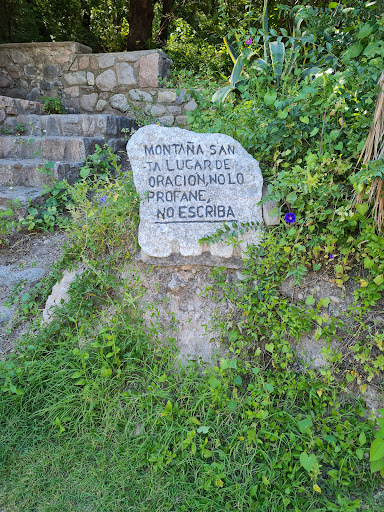 MONTAÑA SAN
TA LUGAR DE
ORACION, NO LO
PROFANE,
NO ESCRIBA